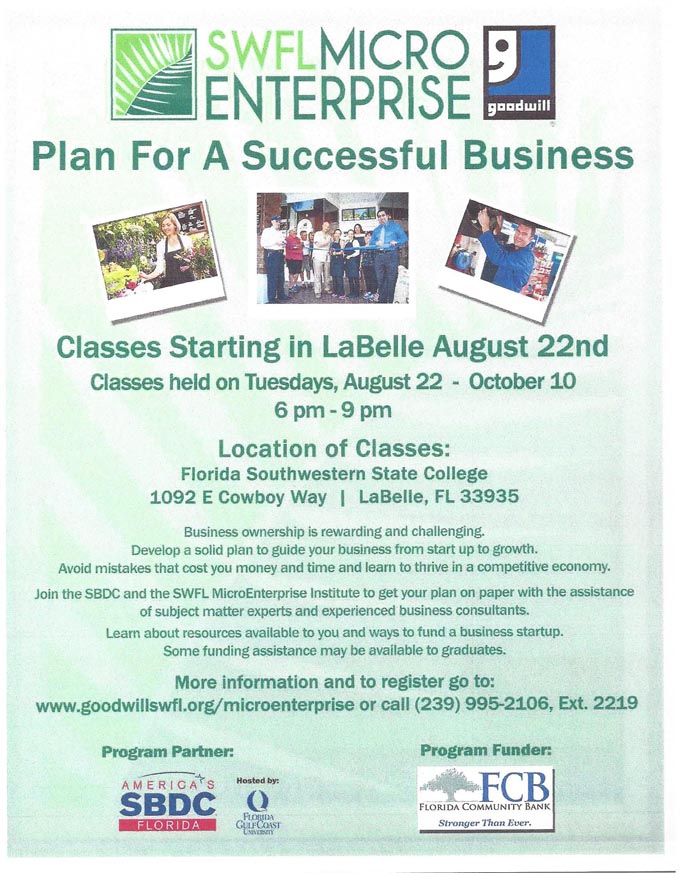 SWFLMICRO
ENTERPRISE
goodwill
Plan For A Successful Business
Classes Starting in LaBelle August 22nd
Classes held on Tuesdays, August 22 - October 10
6 pm - 9 pm
Location of Classes:
Florida Southwestern State College
1092 E Cowboy Way | LaBelle, FL 33935
Business ownership is rewarding and challenging.
Develop a solid plan to guide your business from start up to growth.
Avoid mistakes that cost you money and time and learn to thrive in a competitive economy.
Join the SBDC and the SWFL MicroEnterprise Institute to get your plan on paper with the assistance
of subject matter experts and experienced business consultants.
Learn about resources available to you and ways to fund a business startup.
Some funding assistance may be available to graduates.
More information and to register go to:
www.goodwillswfl.org/microenterprise or call (239) 995-2106, Ext. 2219
Program Partner:
AMERICA'S
SBDC
FLORIDA
Hosted by:
FLORIDA
GULF COAST
UNIVERSITY
Program Funder:
FCB
FLORIDA COMMUNITY BANK
Stronger Than Ever.